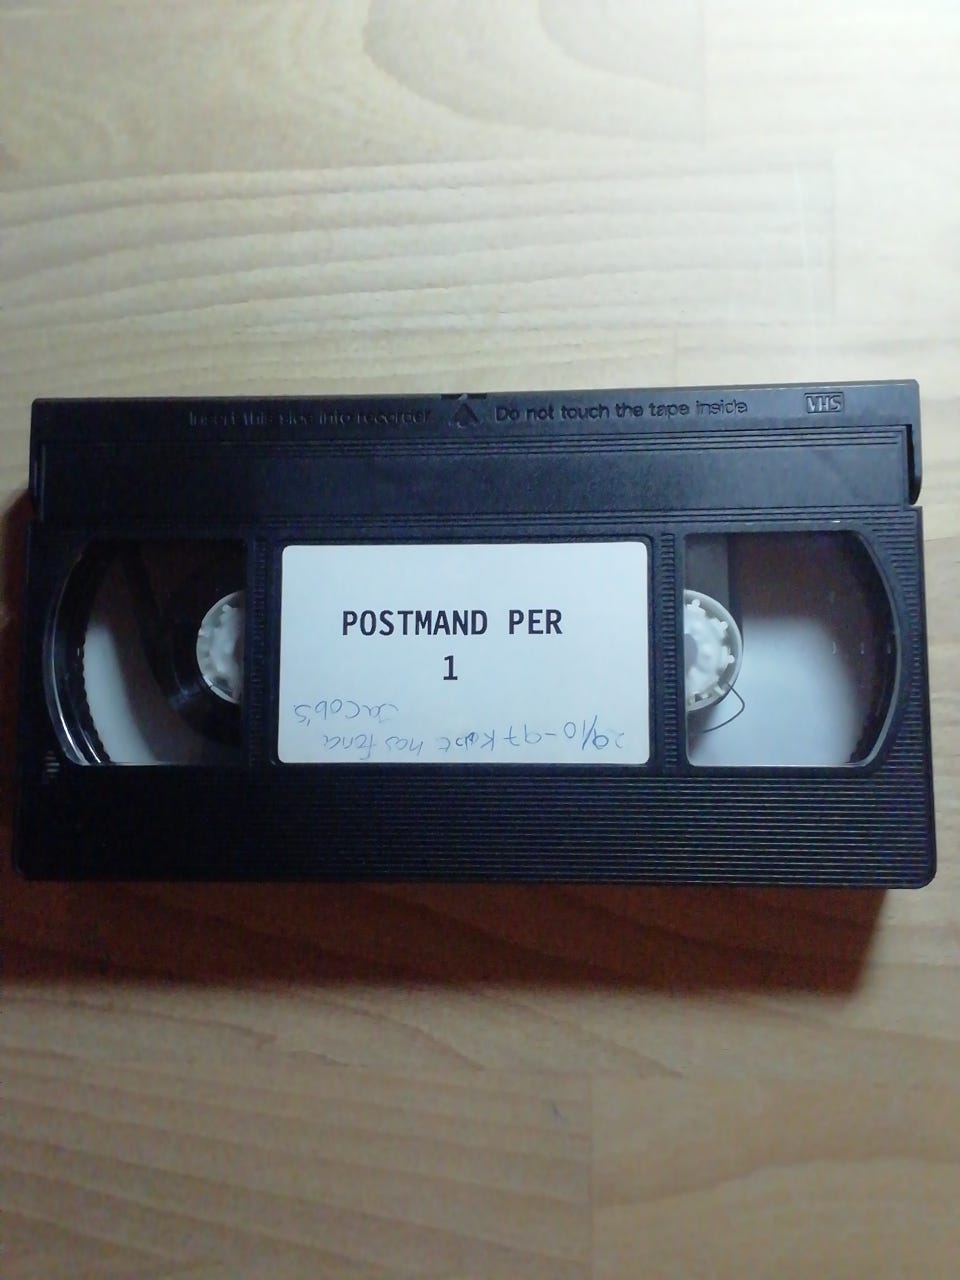 Insert this side into recorder Do not touch the tape inside VHS
POSTMAND PER
1
29/10-97 Købt hos Føna
Jacob's